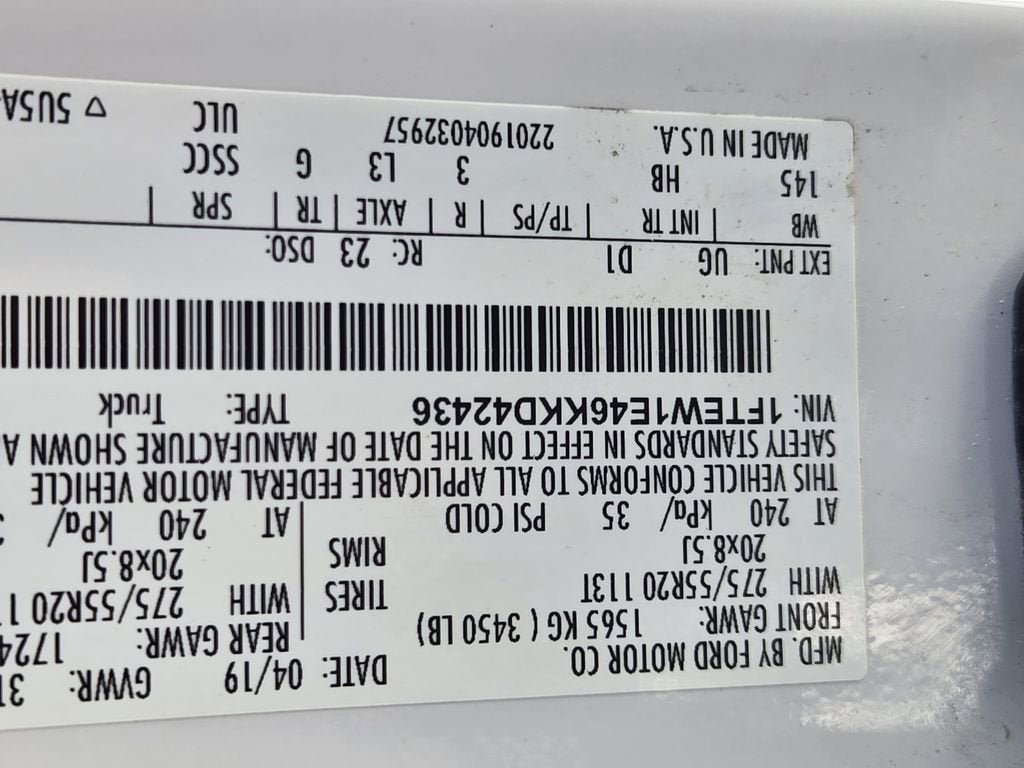 MFD. BY FORD MOTOR CO.
DATE: 04/19 GVWR: 31
FRONT GAWR: 1565 KG ( 3450 LB) REAR GAWR: 1724
WITH 275/55R20 113T TIRES WITH 275/55R20 1
20x8.5J RIMS 20x8.5J
AT 240 kPa/ 35 PSI COLD AT 240 kPa/
THIS VEHICLE CONFORMS TO ALL APPLICABLE FEDERAL MOTOR VEHICLE
SAFETY STANDARDS IN EFFECT ON THE DATE OF MANUFACTURE SHOWN A
VIN: 1FTEW1E46KKD42436 TYPE: Truck
EXT PNT: UG D1 RC: 23 DSO:
WB | INT TR | TP/PS | R | AXLE | TR | SPR |
145 HB 3 L3 G SSCC
MADE IN U.S.A. 2201904032957 ULC ▽ 5U5A